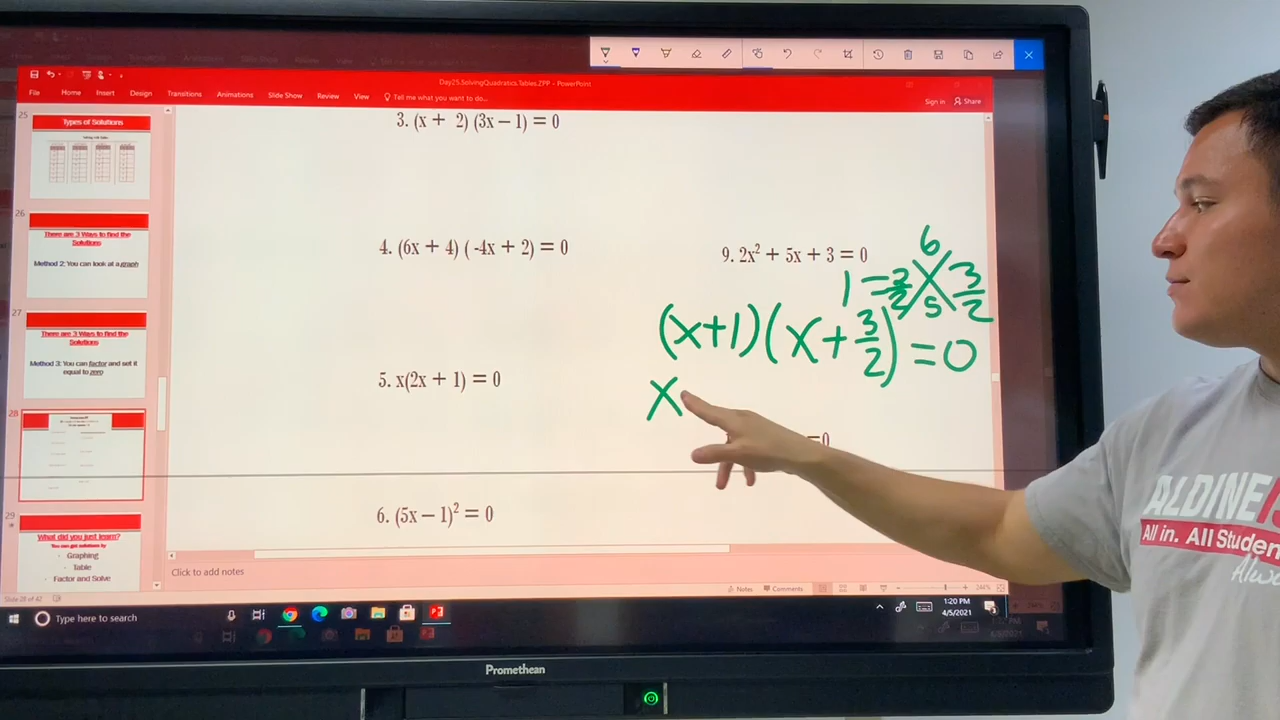 Day25.SolvingQuadratics.Tables.ZPP – PowerPoint
File Home Insert Design Transitions Animations Slide Show Review View Tell me what you want to do...
Sign in Share
25
Types of Solutions
26
There are 3 Ways to find the
Solutions
Method 2: You can look at a graph
27
There are 3 Ways to find the
Solutions
Method 3: You can factor and set it
equal to zero
28
29
What did you just learn?
You can get solutions by
Graphing
Table
Factor and Solve
3. (x + 2) (3x – 1) = 0
4. (6x + 4) ( -4x + 2) = 0
5. x(2x + 1) = 0
6. (5x – 1)² = 0
9. 2x² + 5x + 3 = 0
6
1 = 2/2 5 3/2
(x+1)(x+3/2) = 0
x
=0
Click to add notes
Slide 28 of 42
Notes Comments
244%
Type here to search
1:20 PM
4/5/2021
Promethean
ALDINE
All in. All Studen
Alw